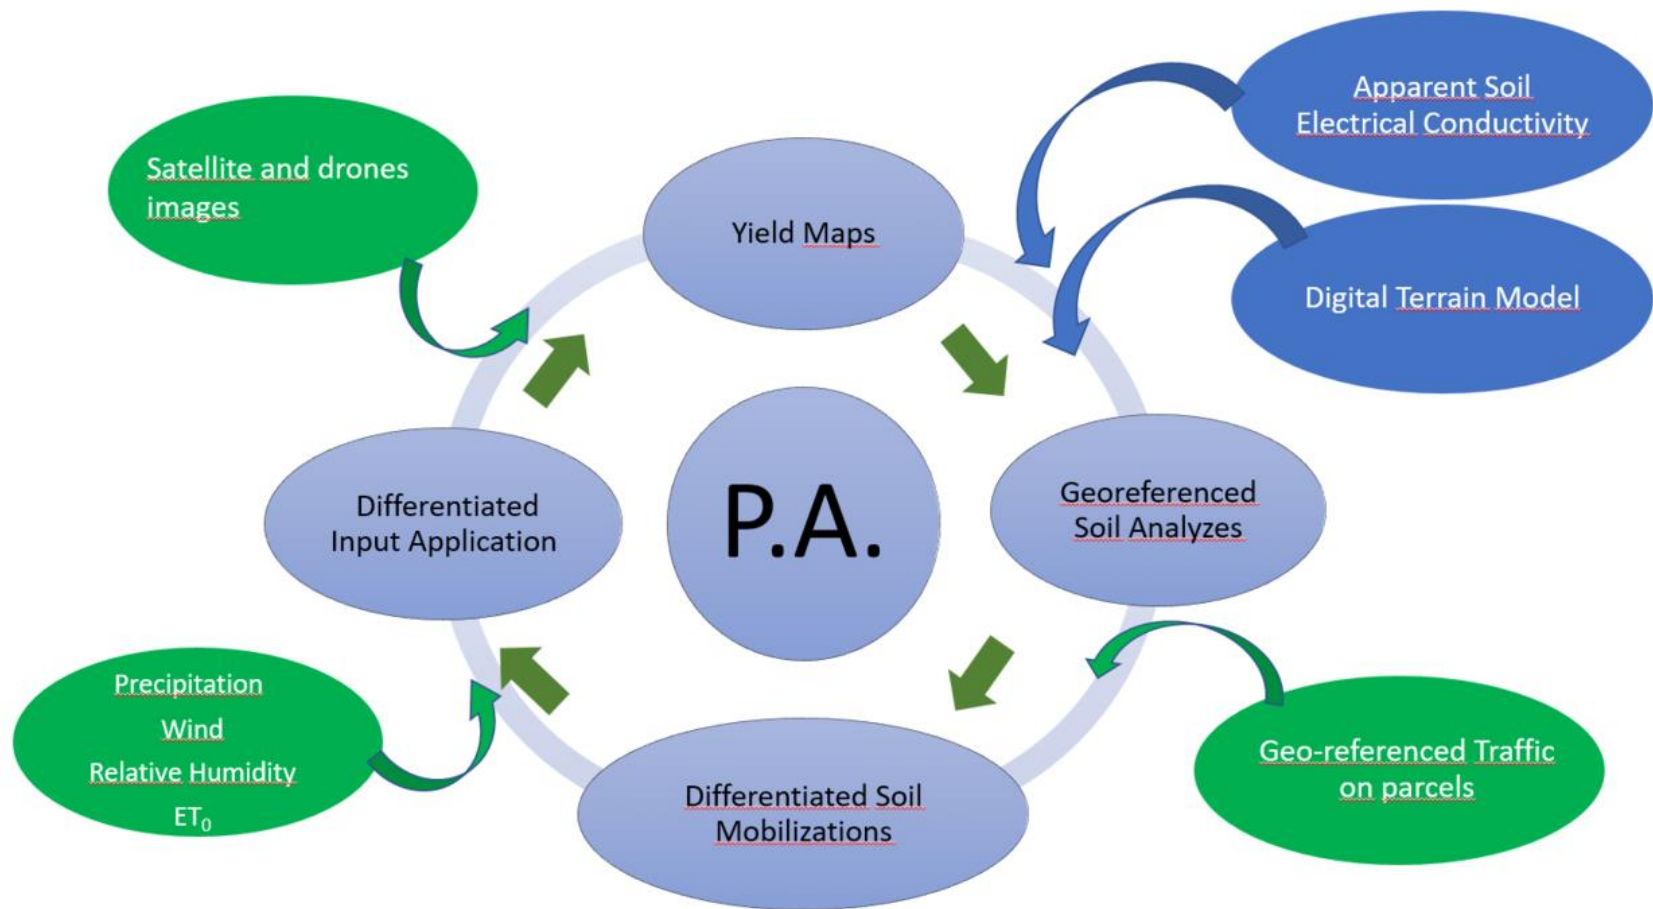 Apparent Soil
Electrical Conductivity
Satellite and drones
images
Yield Maps
Digital Terrain Model
Differentiated
Input Application
P.A.
Georeferenced
Soil Analyzes
Precipitation
Wind
Relative Humidity
ET₀
Differentiated Soil
Mobilizations
Geo-referenced Traffic
on parcels